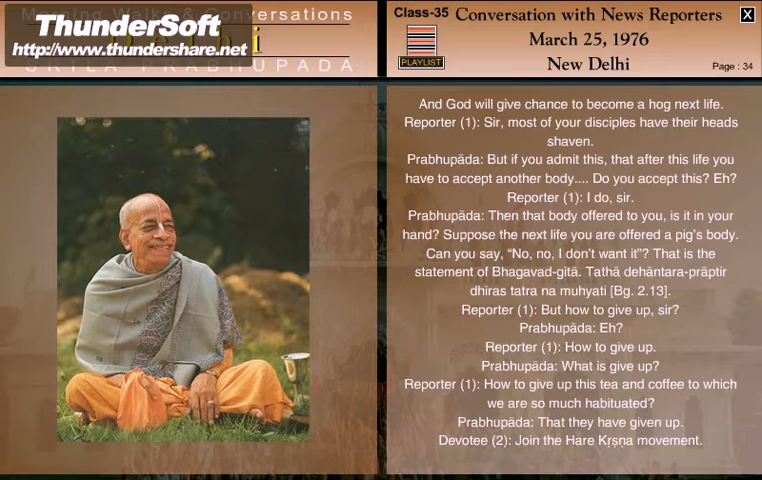 Morning Walks & Conversations
ThunderSoft
http://www.thundershare.net
SRILA PRABHUPADA
Class-35
PLAYLIST
Conversation with News Reporters
March 25, 1976
New Delhi
X
Page : 34
And God will give chance to become a hog next life.
Reporter (1): Sir, most of your disciples have their heads
shaven.
Prabhupāda: But if you admit this, that after this life you
have to accept another body.... Do you accept this? Eh?
Reporter (1): I do, sir.
Prabhupāda: Then that body offered to you, is it in your
hand? Suppose the next life you are offered a pig's body.
Can you say, “No, no, I don't want it”? That is the
statement of Bhagavad-gītā. Tathā dehāntara-prāptir
dhīras tatra na muhyati [Bg. 2.13].
Reporter (1): But how to give up, sir?
Prabhupāda: Eh?
Reporter (1): How to give up.
Prabhupāda: What is give up?
Reporter (1): How to give up this tea and coffee to which
we are so much habituated?
Prabhupāda: That they have given up.
Devotee (2): Join the Hare Kṛṣṇa movement.